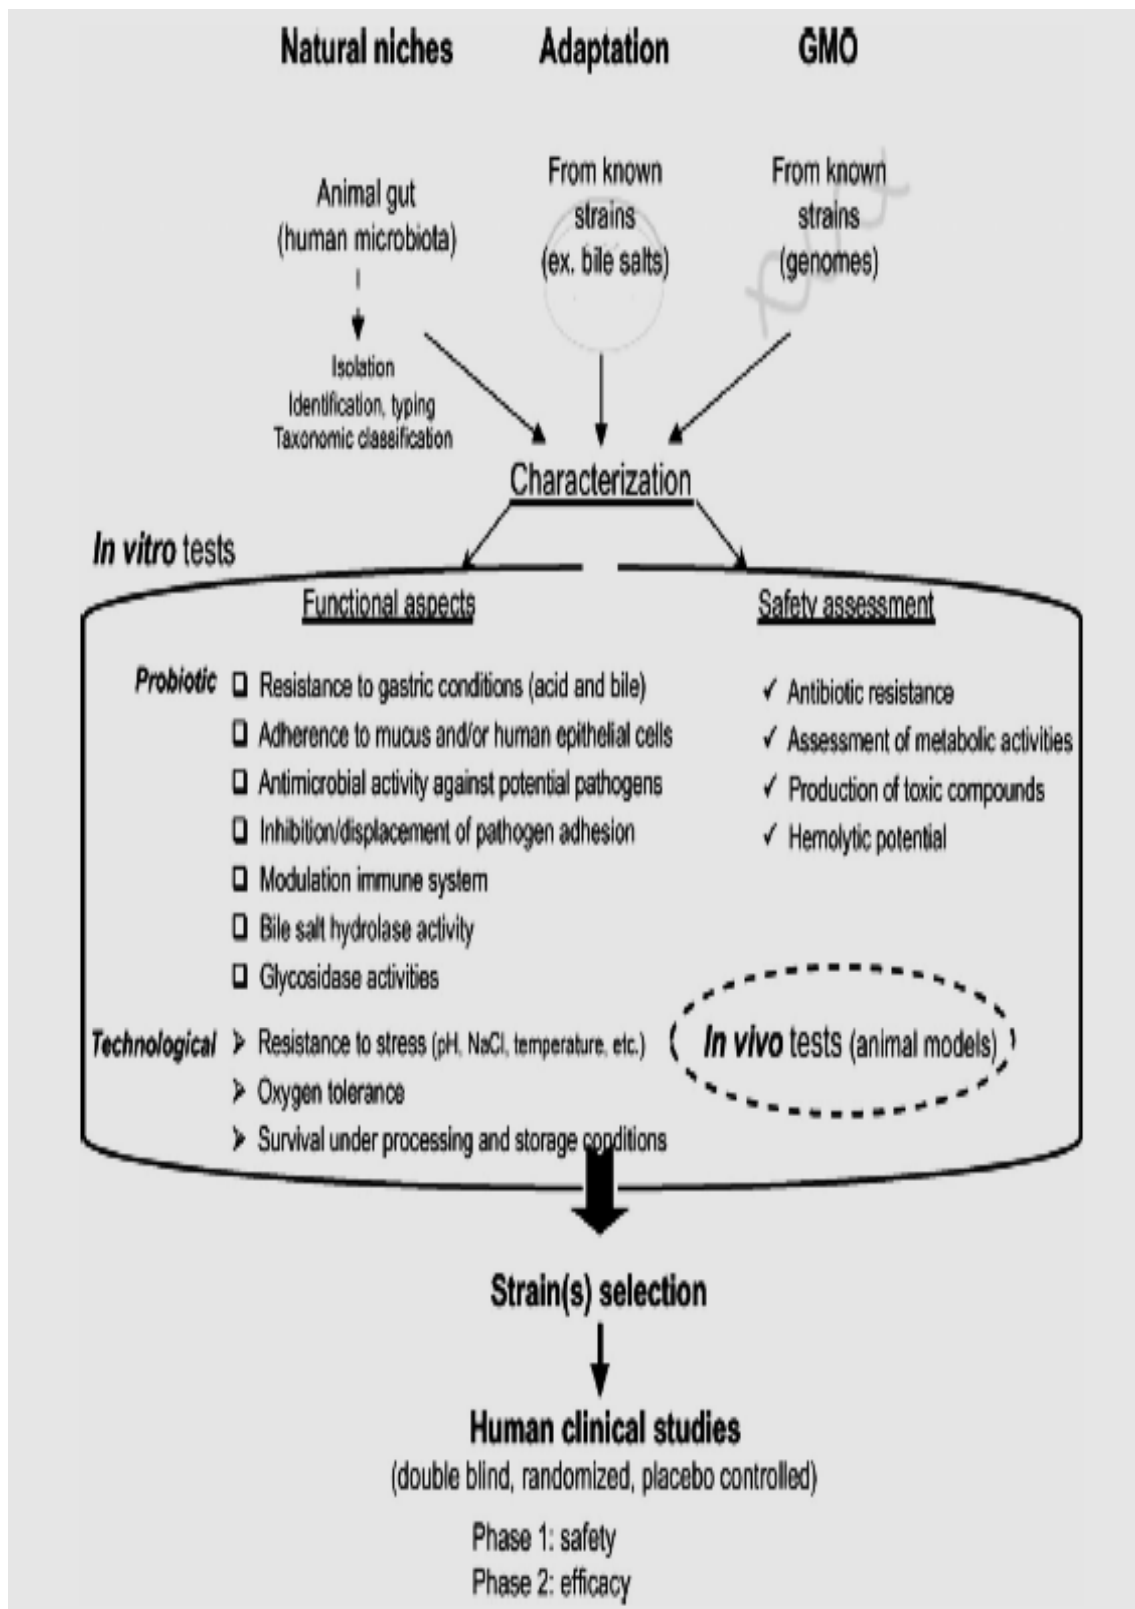 Natural niches
Adaptation
GMO
Animal gut
(human microbiota)
From known
strains
(ex. bile salts)
From known
strains
(genomes)
Isolation
Identification, typing
Taxonomic classification
Characterization
In vitro tests
Functional aspects
Safety assessment
Probiotic
❑ Resistance to gastric conditions (acid and bile)
❑ Adherence to mucus and/or human epithelial cells
❑ Antimicrobial activity against potential pathogens
❑ Inhibition/displacement of pathogen adhesion
❑ Modulation immune system
❑ Bile salt hydrolase activity
❑ Glycosidase activities
✓ Antibiotic resistance
✓ Assessment of metabolic activities
✓ Production of toxic compounds
✓ Hemolytic potential
Technological
➢ Resistance to stress (pH, NaCl, temperature, etc.)
➢ Oxygen tolerance
➢ Survival under processing and storage conditions
In vivo tests (animal models)
Strain(s) selection
Human clinical studies
(double blind, randomized, placebo controlled)
Phase 1: safety
Phase 2: efficacy